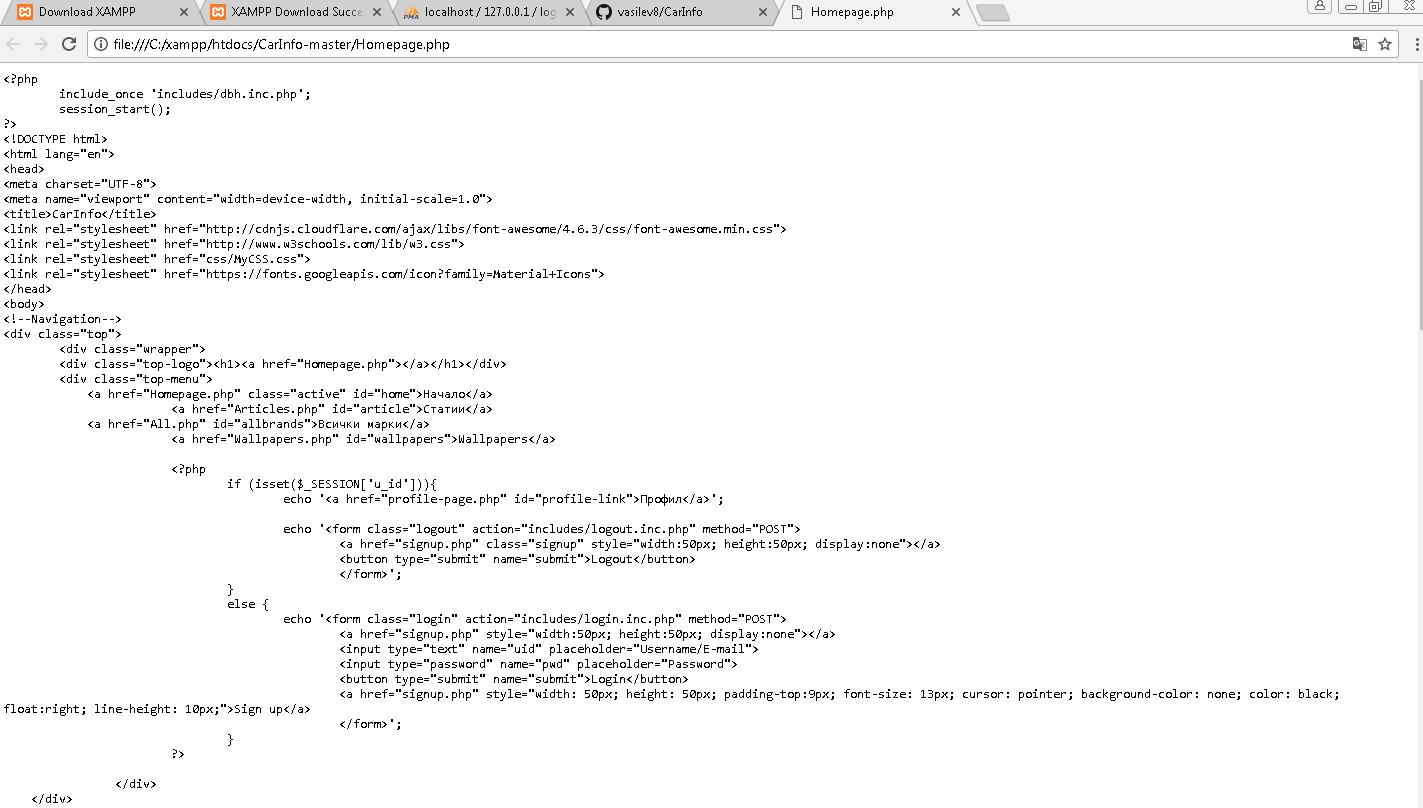 Download XAMPP
XAMPP Download Succe
localhost / 127.0.0.1 / log
vasilev8/CarInfo
Homepage.php
file:///C:/xampp/htdocs/CarInfo-master/Homepage.php
<?php
include_once 'includes/dbh.inc.php';
session_start();
?>
<!DOCTYPE html>
<html lang="en">
<head>
<meta charset="UTF-8">
<meta name="viewport" content="width=device-width, initial-scale=1.0">
<title>CarInfo</title>
<link rel="stylesheet" href="http://cdnjs.cloudflare.com/ajax/libs/font-awesome/4.6.3/css/font-awesome.min.css">
<link rel="stylesheet" href="http://www.w3schools.com/lib/w3.css">
<link rel="stylesheet" href="css/MyCSS.css">
<link rel="stylesheet" href="https://fonts.googleapis.com/icon?family=Material+Icons">
</head>
<body>
<!--Navigation-->
<div class="top">
<div class="wrapper">
<div class="top-logo"><h1><a href="Homepage.php"></a></h1></div>
<div class="top-menu">
<a href="Homepage.php" class="active" id="home">Начало</a>
<a href="Articles.php" id="article">Статии</a>
<a href="All.php" id="allbrands">Всички марки</a>
<a href="Wallpapers.php" id="wallpapers">Wallpapers</a>
<?php
if (isset($_SESSION['u_id'])){
echo '<a href="profile-page.php" id="profile-link">Профил</a>';
echo '<form class="logout" action="includes/logout.inc.php" method="POST">
<a href="signup.php" class="signup" style="width:50px; height:50px; display:none"></a>
<button type="submit" name="submit">Logout</button>
</form>';
}
else {
echo '<form class="login" action="includes/login.inc.php" method="POST">
<a href="signup.php" style="width:50px; height:50px; display:none"></a>
<input type="text" name="uid" placeholder="Username/E-mail">
<input type="password" name="pwd" placeholder="Password">
<button type="submit" name="submit">Login</button>
<a href="signup.php" style="width: 50px; height: 50px; padding-top:9px; font-size: 13px; cursor: pointer; background-color: none; color: black;
float:right; line-height: 10px;">Sign up</a>
</form>';
}
?>
</div>
</div>